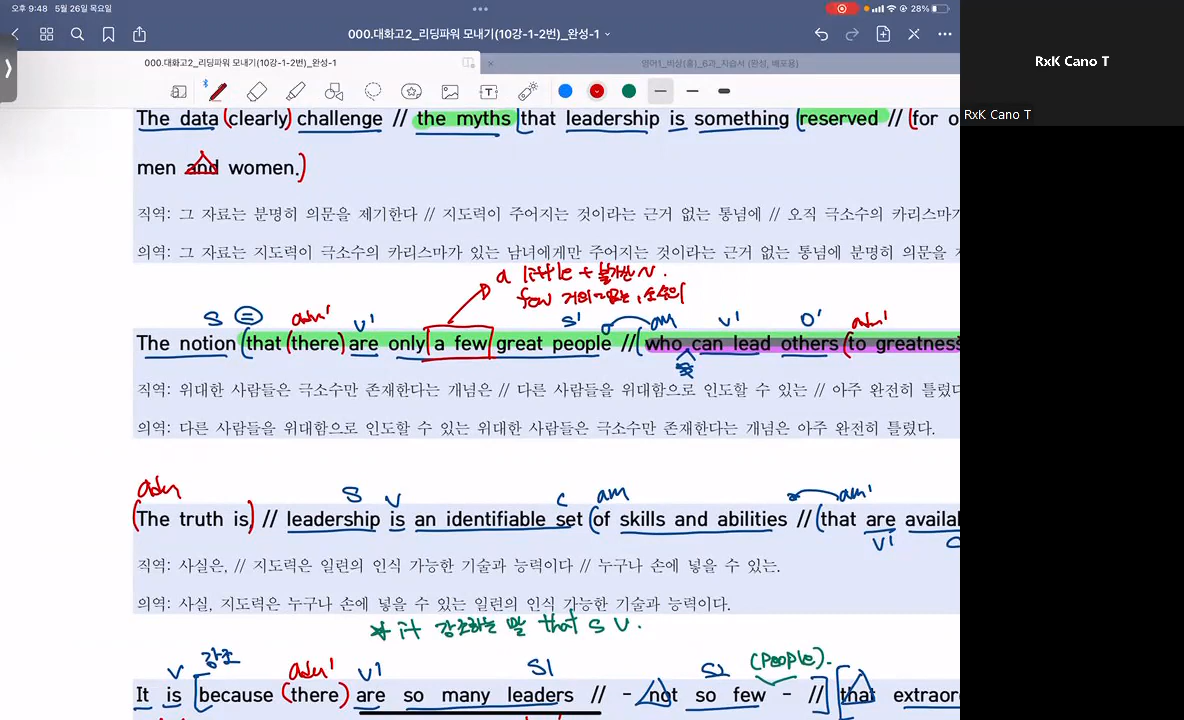 오후 9:48 5월 26일 목요일
28%
000.대화고2_리딩파워 모내기(10강-1-2번)_완성-1
RxK Cano T
000.대화고2_리딩파워 모내기(10강-1-2번)_완성-1
영어1_비상(홍)_6과_자습서 (완성, 배포용)
RxK Cano T
The data (clearly) challenge // the myths (that leadership is something (reserved // (for o
men and women.)
직역: 그 자료는 분명히 의문을 제기한다 // 지도력이 주어지는 것이라는 근거 없는 통념에 // 오직 극소수의 카리스마가
의역: 그 자료는 지도력이 극소수의 카리스마가 있는 남녀에게만 주어지는 것이라는 근거 없는 통념에 분명히 의문을
a little + 불가산 N.
few 거의 없는, 소수의
S = adv' V' S' am V' O' adv'
The notion (that (there) are only a few great people // (who can lead others (to greatness
직역: 위대한 사람들은 극소수만 존재한다는 개념은 // 다른 사람들을 위대함으로 인도할 수 있는 // 아주 완전히 틀렸다
의역: 다른 사람들을 위대함으로 인도할 수 있는 위대한 사람들은 극소수만 존재한다는 개념은 아주 완전히 틀렸다.
adv S V C am am'
(The truth is,) // leadership is an identifiable set (of skills and abilities // (that are availa
V'
직역: 사실은, // 지도력은 일련의 인식 가능한 기술과 능력이다 // 누구나 손에 넣을 수 있는.
의역: 사실, 지도력은 누구나 손에 넣을 수 있는 일련의 인식 가능한 기술과 능력이다.
* it 강조하는 말 that S V.
V 강조 adv' V' S1 S2 (people).
It is [because (there) are so many leaders // - not so few - //] [that extraor